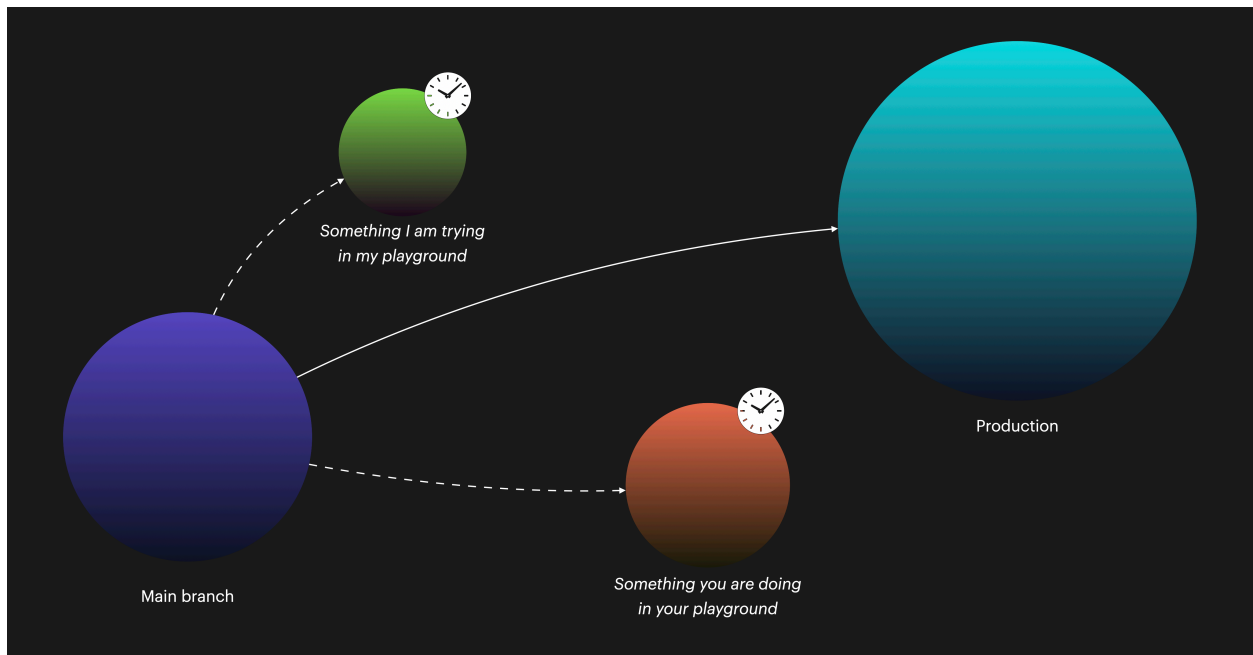 Something I am trying
in my playground
Production
Something you are doing
in your playground
Main branch